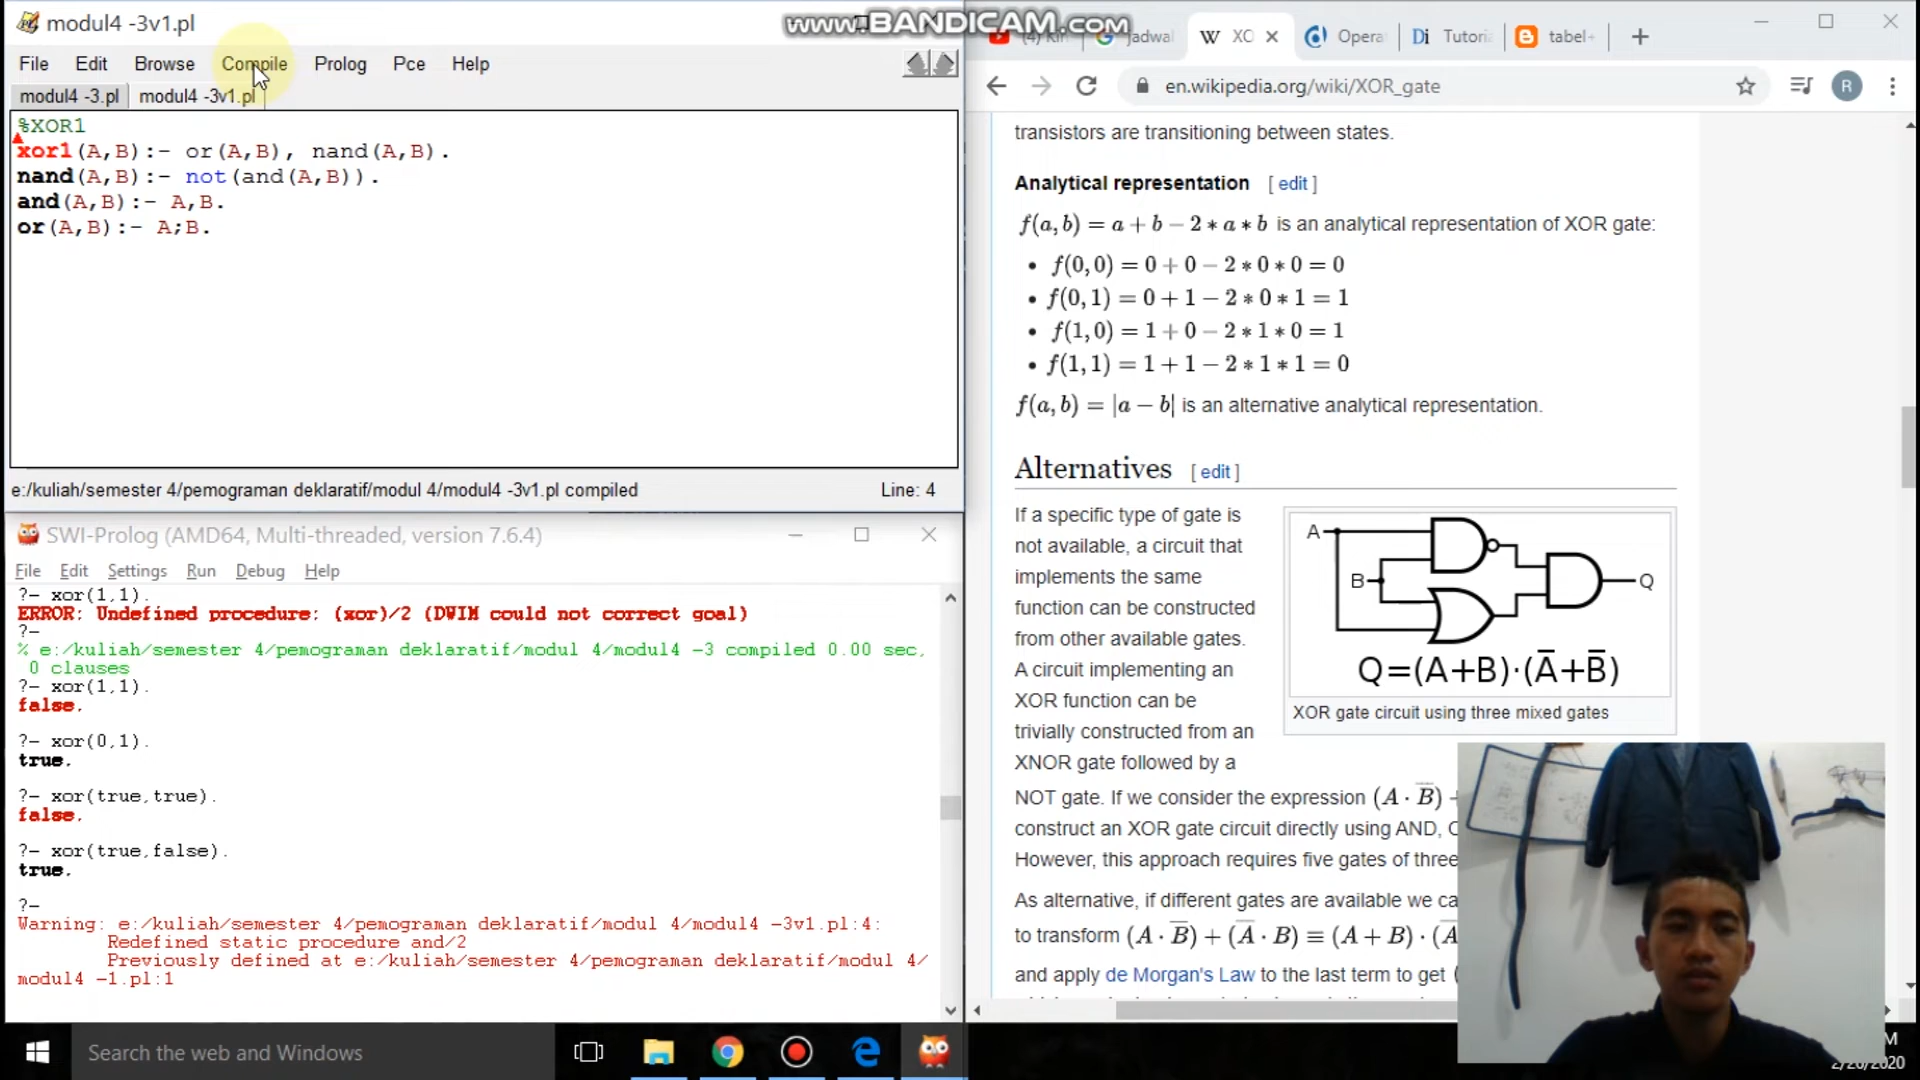 modul4 -3v1.pl
www.BANDICAM.com
File Edit Browse Compile Prolog Pce Help
modul4 -3.pl modul4 -3v1.pl
%XOR1
xor1(A,B):- or(A,B), nand(A,B).
nand(A,B):- not(and(A,B)).
and(A,B):- A,B.
or(A,B):- A;B.
e:/kuliah/semester 4/pemograman deklaratif/modul 4/modul4 -3v1.pl compiled Line: 4
SWI-Prolog (AMD64, Multi-threaded, version 7.6.4)
File Edit Settings Run Debug Help
?- xor(1,1).
ERROR: Undefined procedure: (xor)/2 (DWIM could not correct goal)
?-
% e:/kuliah/semester 4/pemograman deklaratif/modul 4/modul4 -3 compiled 0.00 sec,
0 clauses
?- xor(1,1).
false.
?- xor(0,1).
true.
?- xor(true,true).
false.
?- xor(true,false).
true.
?-
Warning: e:/kuliah/semester 4/pemograman deklaratif/modul 4/modul4 -3v1.pl:4:
Redefined static procedure and/2
Previously defined at e:/kuliah/semester 4/pemograman deklaratif/modul 4/
modul4 -1.pl:1
jadwal W XO Opera Di Tutori tabel
en.wikipedia.org/wiki/XOR_gate R
transistors are transitioning between states.
Analytical representation [ edit ]
f(a, b) = a + b − 2 * a * b is an analytical representation of XOR gate:
• f(0, 0) = 0 + 0 − 2 * 0 * 0 = 0
• f(0, 1) = 0 + 1 − 2 * 0 * 1 = 1
• f(1, 0) = 1 + 0 − 2 * 1 * 0 = 1
• f(1, 1) = 1 + 1 − 2 * 1 * 1 = 0
f(a, b) = |a − b| is an alternative analytical representation.
Alternatives [ edit ]
If a specific type of gate is
not available, a circuit that
implements the same
function can be constructed
from other available gates.
A circuit implementing an
XOR function can be
trivially constructed from an
XNOR gate followed by a
A
B
Q
Q=(A+B)·(A̅+B̅)
XOR gate circuit using three mixed gates
NOT gate. If we consider the expression (A · B̅)
construct an XOR gate circuit directly using AND,
However, this approach requires five gates of three
As alternative, if different gates are available we ca
to transform (A · B̅) + (A̅ · B) ≡ (A + B) · (A̅
and apply de Morgan's Law to the last term to get (
Search the web and Windows